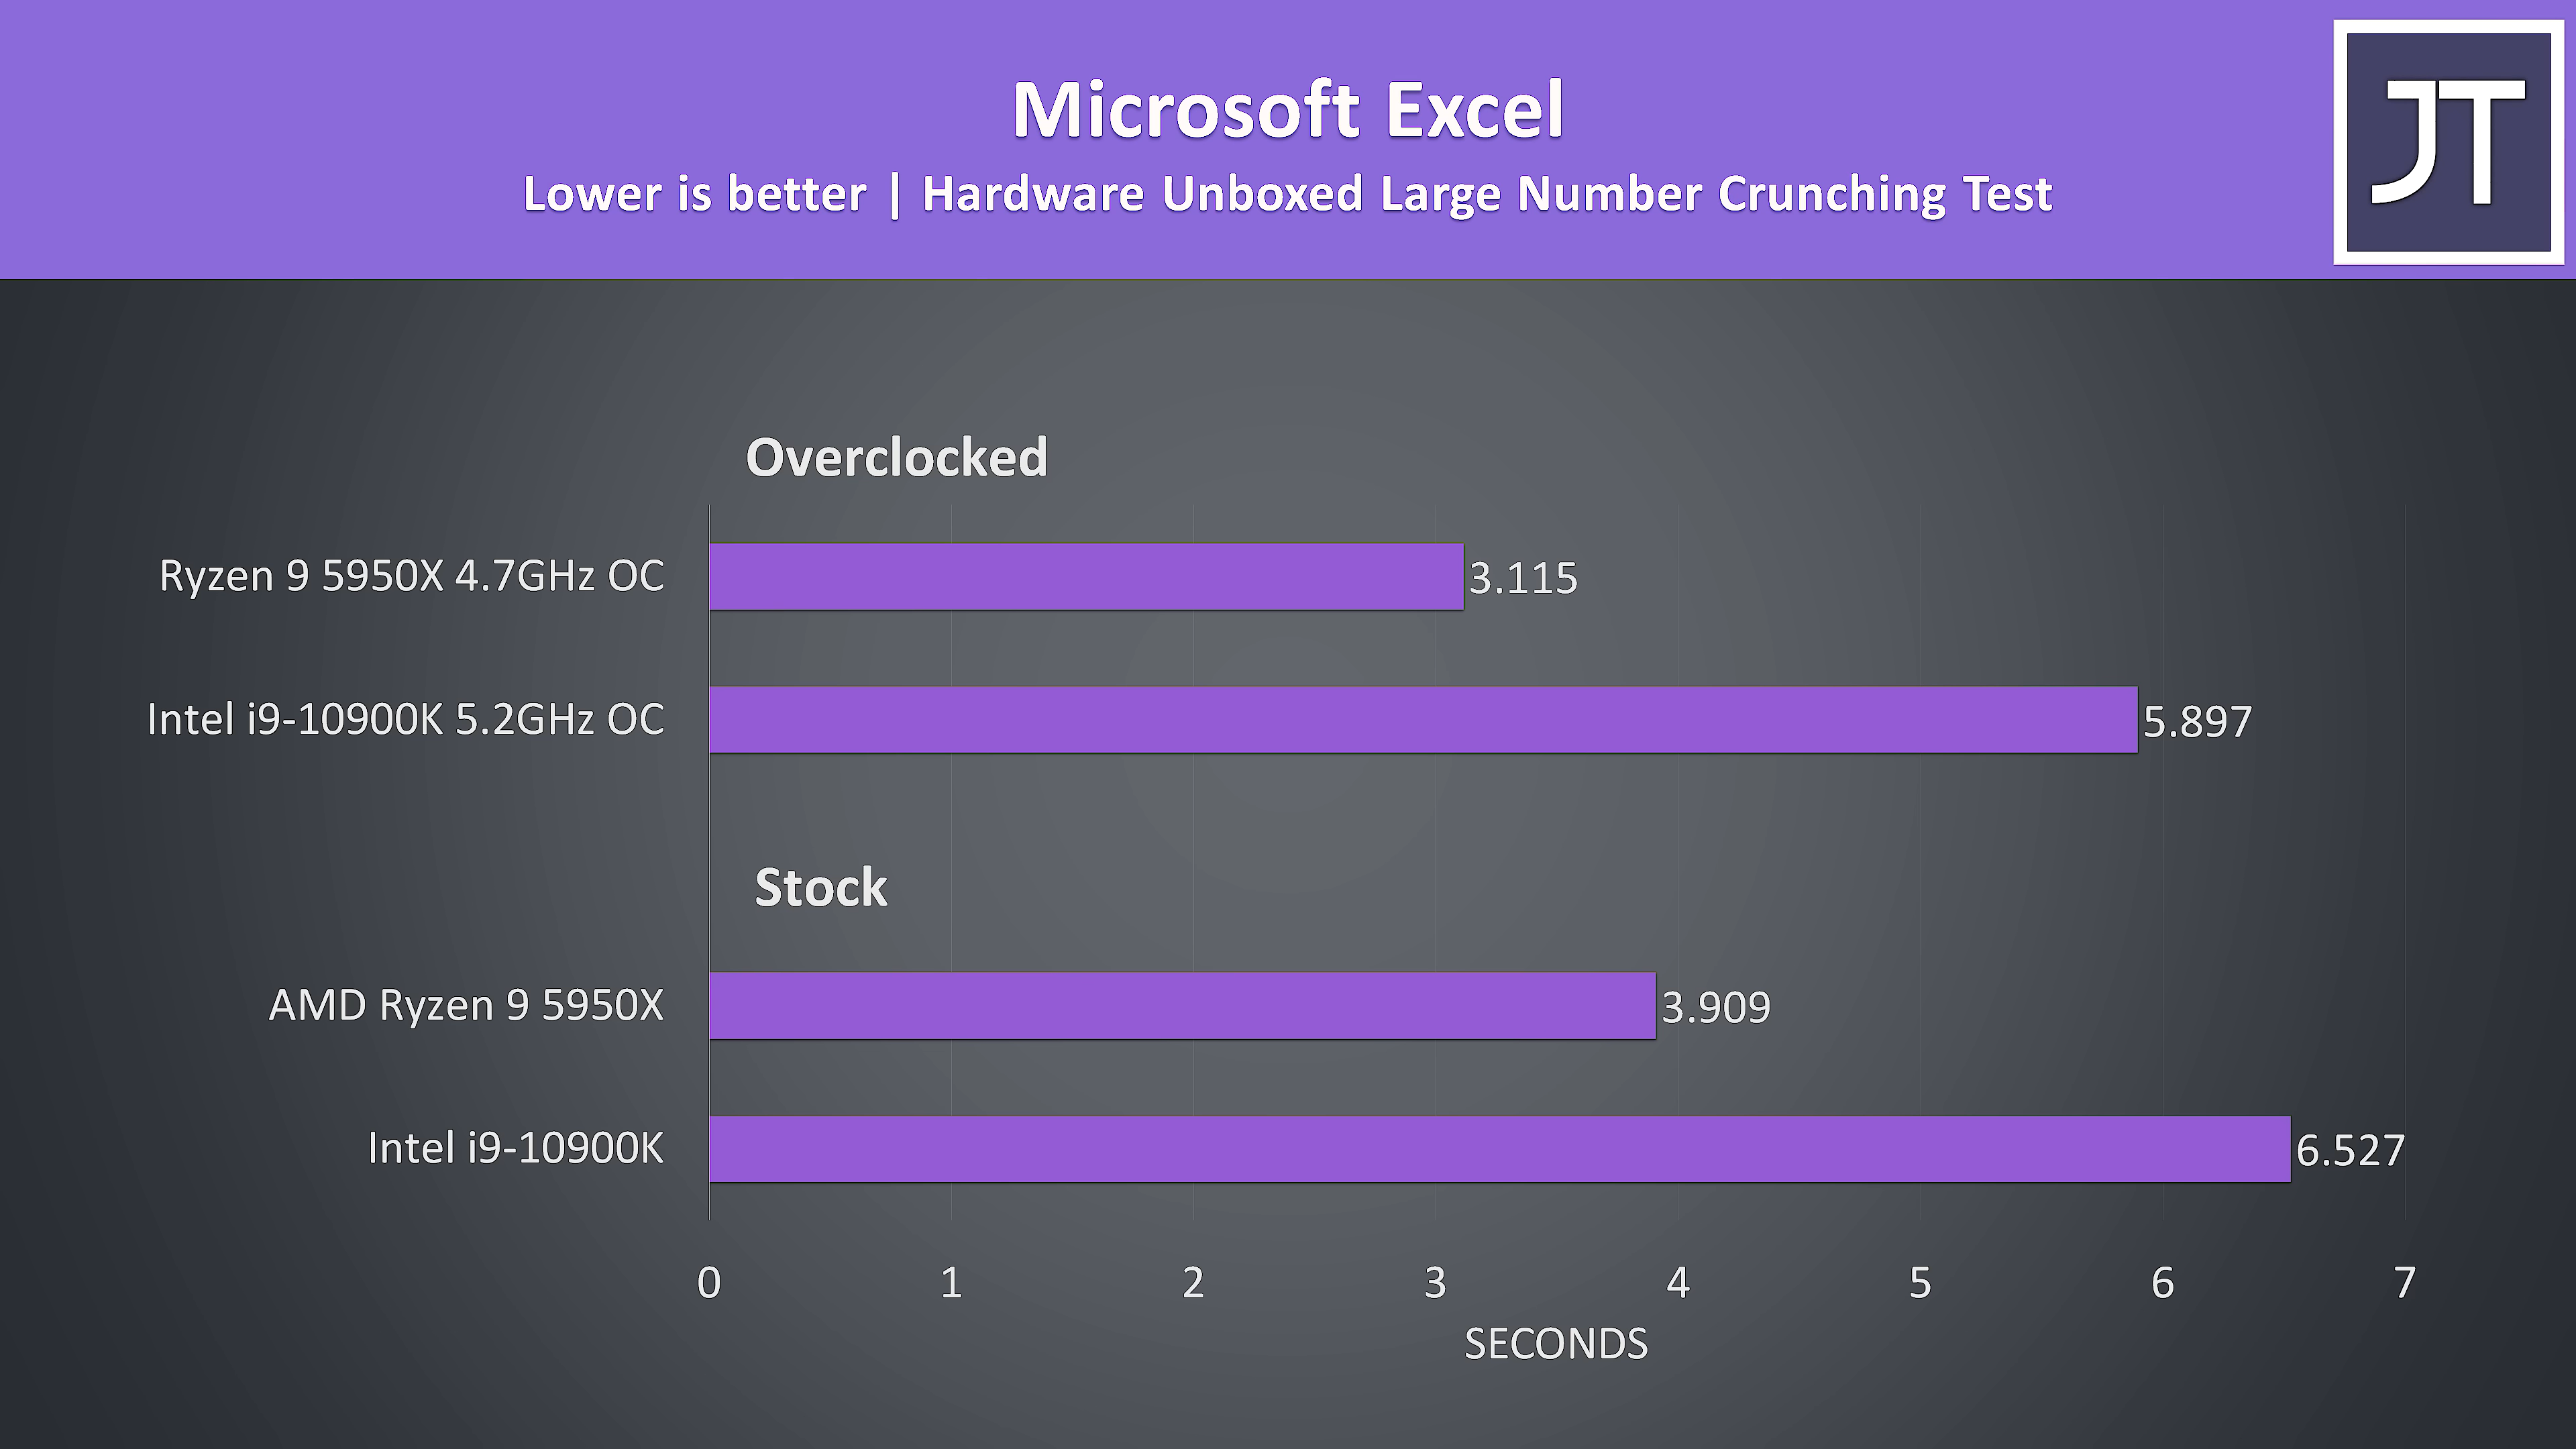 Microsoft Excel
Lower is better | Hardware Unboxed Large Number Crunching Test
JT
Overclocked
Ryzen 9 5950X 4.7GHz OC 3.115
Intel i9-10900K 5.2GHz OC 5.897
Stock
AMD Ryzen 9 5950X 3.909
Intel i9-10900K 6.527
0 1 2 3 4 5 6 7
SECONDS